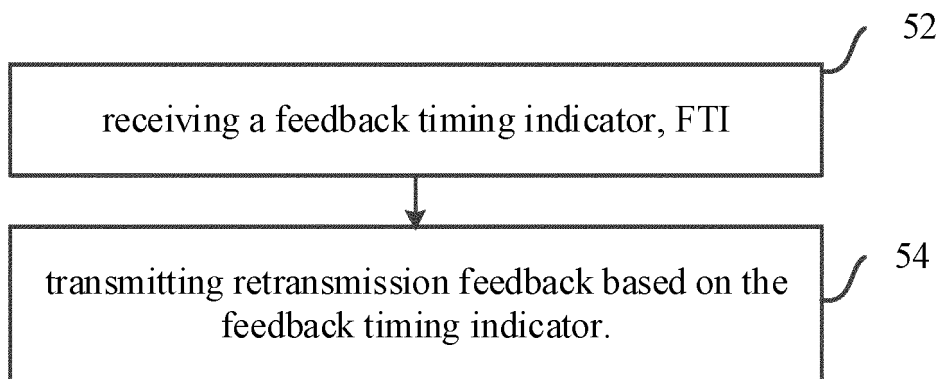 52
receiving a feedback timing indicator, FTI
54
transmitting retransmission feedback based on the
feedback timing indicator.